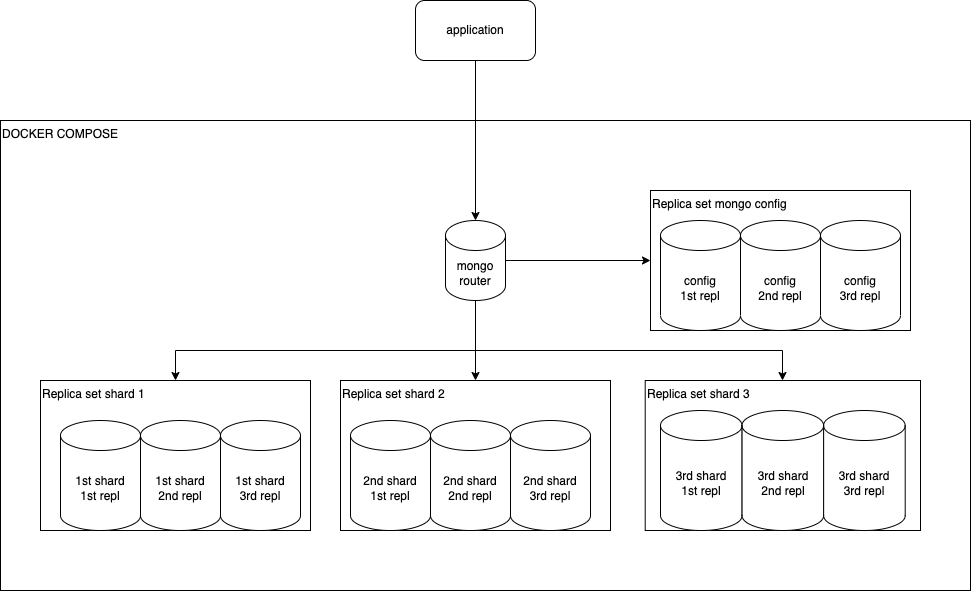 application
DOCKER COMPOSE
Replica set mongo config
mongo
router
config
1st repl
config
2nd repl
config
3rd repl
Replica set shard 1
1st shard
1st repl
1st shard
2nd repl
1st shard
3rd repl
Replica set shard 2
2nd shard
1st repl
2nd shard
2nd repl
2nd shard
3rd repl
Replica set shard 3
3rd shard
1st repl
3rd shard
2nd repl
3rd shard
3rd repl